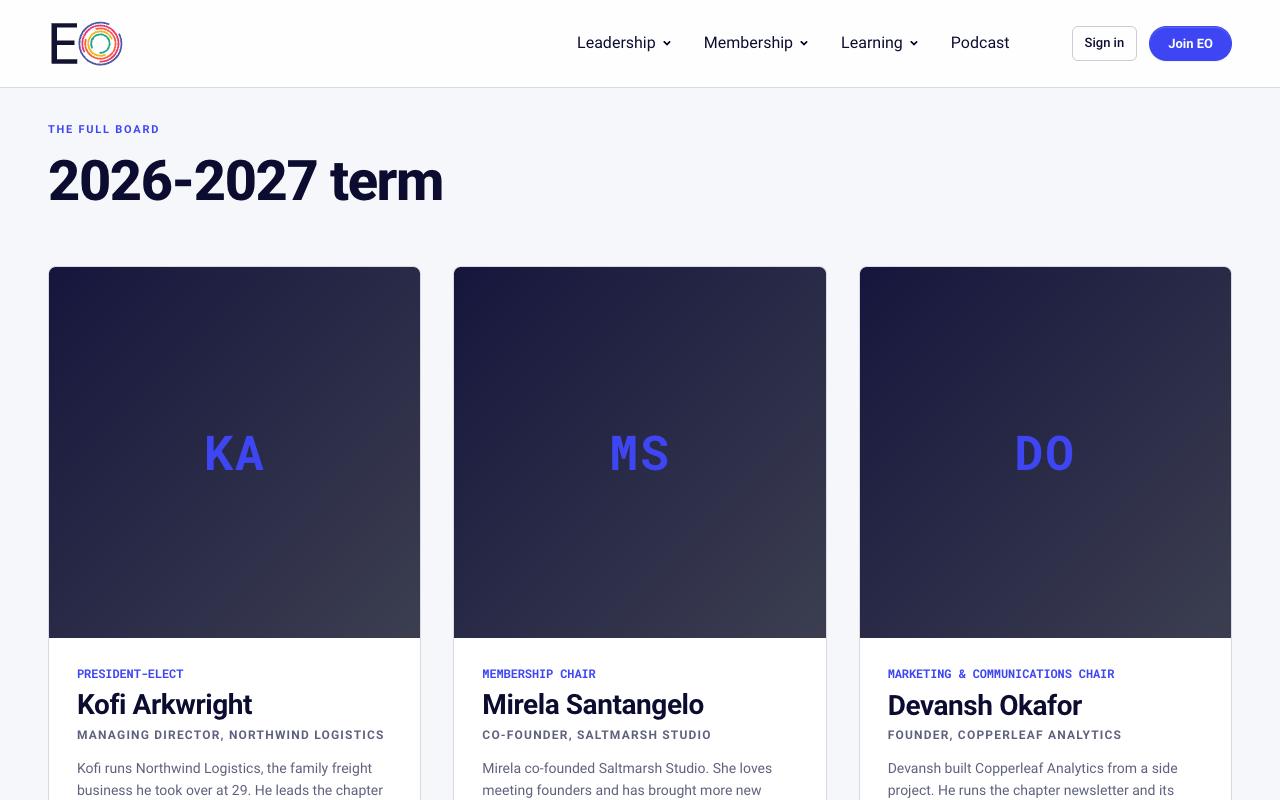 EO
Leadership Membership Learning Podcast Sign in Join EO
THE FULL BOARD
2026-2027 term
KA
MS
DO
PRESIDENT-ELECT
Kofi Arkwright
MANAGING DIRECTOR, NORTHWIND LOGISTICS
Kofi runs Northwind Logistics, the family freight
business he took over at 29. He leads the chapter
MEMBERSHIP CHAIR
Mirela Santangelo
CO-FOUNDER, SALTMARSH STUDIO
Mirela co-founded Saltmarsh Studio. She loves
meeting founders and has brought more new
MARKETING & COMMUNICATIONS CHAIR
Devansh Okafor
FOUNDER, COPPERLEAF ANALYTICS
Devansh built Copperleaf Analytics from a side
project. He runs the chapter newsletter and its